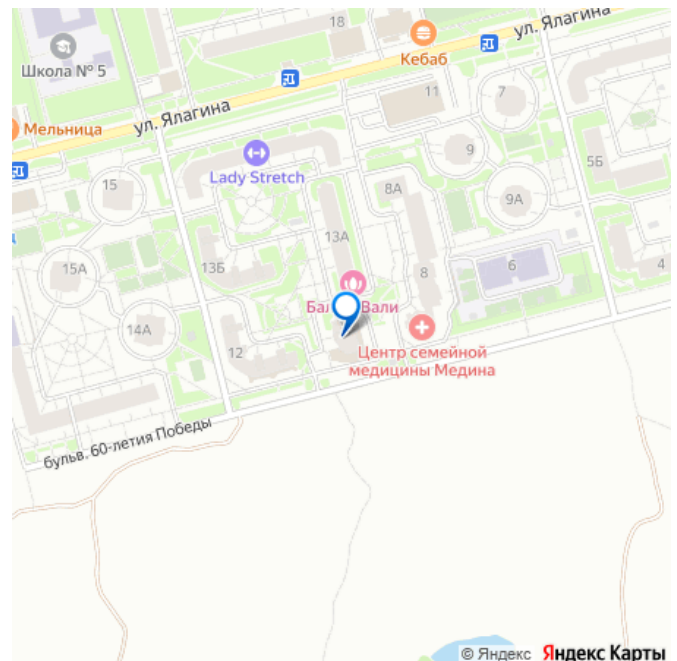 18
ул. Ялагина
Кебаб
Школа № 5
11
7
ул. Ялагина
Мельница
9
5Б
Lady Stretch
15
8А
9А
13А
13Б
15А
8
6
4
14А
12
Центр семейной
медицины Медина
бульв. 60-летия Победы
© Яндекс Яндекс Карты